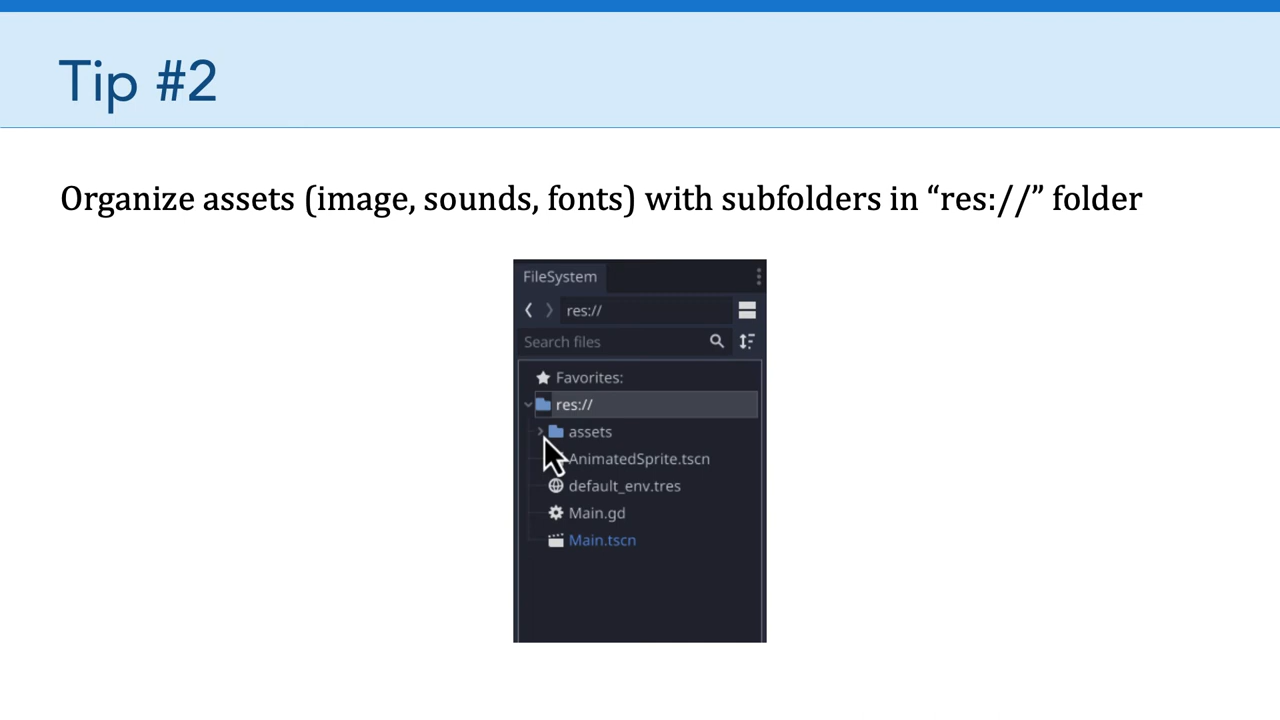 Tip #2
Organize assets (image, sounds, fonts) with subfolders in “res://” folder
FileSystem
res://
Search files
Favorites:
res://
assets
AnimatedSprite.tscn
default_env.tres
Main.gd
Main.tscn